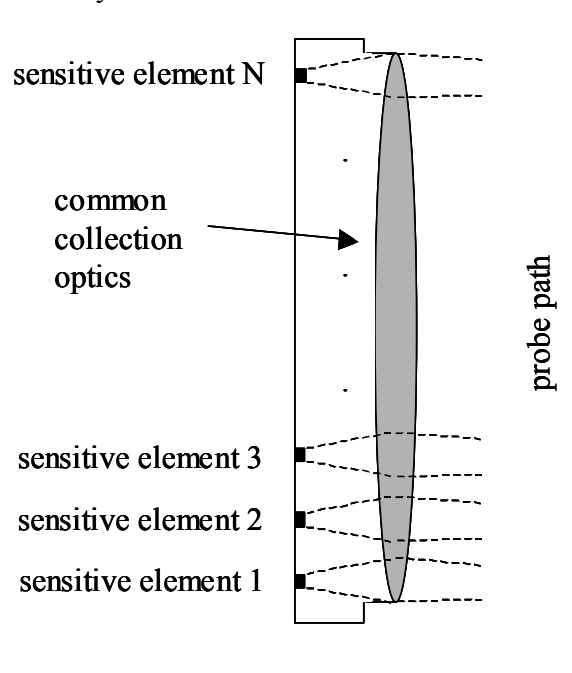 sensitive element N
common
collection
optics
probe path
sensitive element 3
sensitive element 2
sensitive element 1